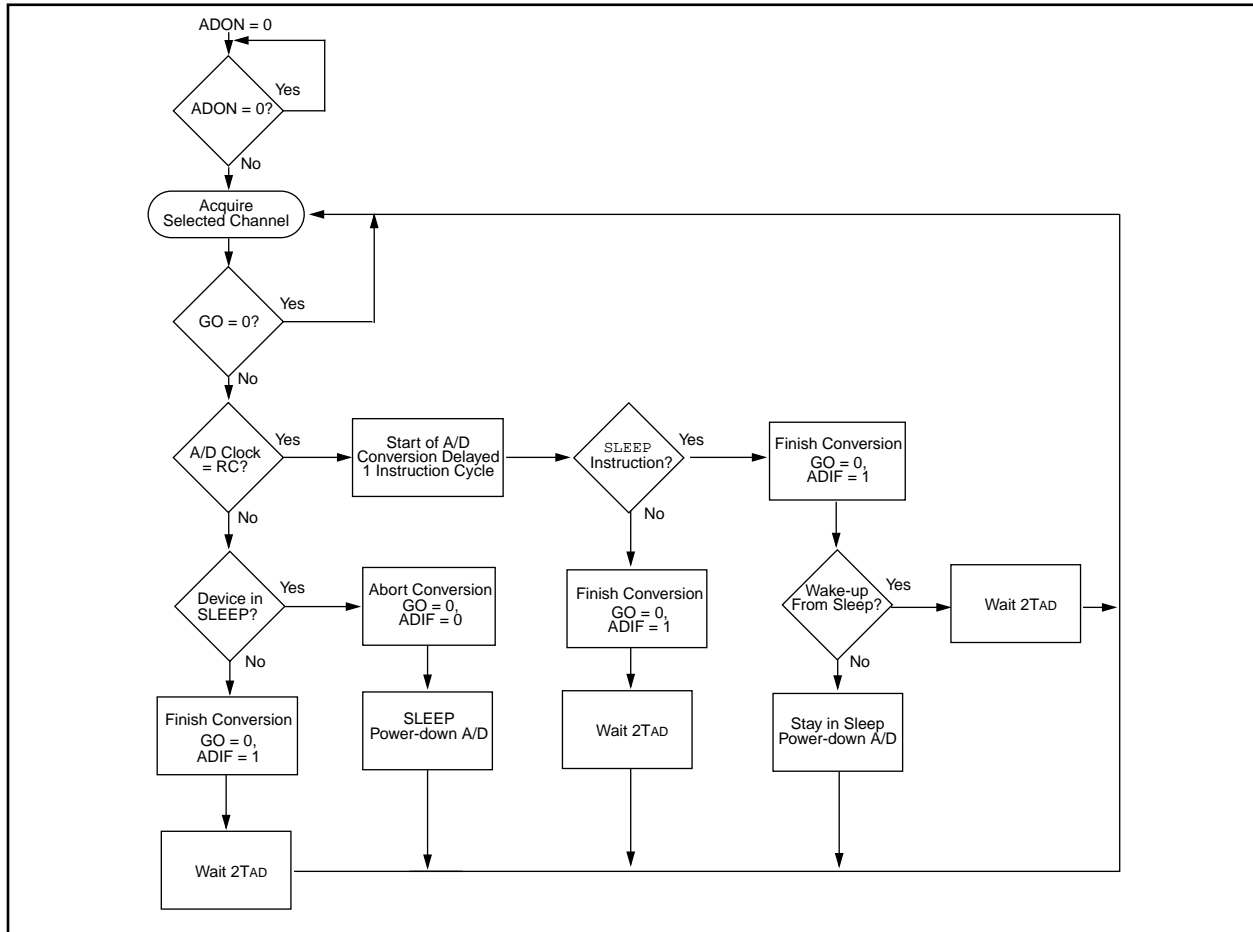 ADON = 0
ADON = 0?
Yes
No
Acquire
Selected Channel
GO = 0?
Yes
No
A/D Clock
= RC?
Yes
No
Start of A/D
Conversion Delayed
1 Instruction Cycle
SLEEP
Instruction?
Yes
No
Finish Conversion
GO = 0,
ADIF = 1
Device in
SLEEP?
Yes
No
Abort Conversion
GO = 0,
ADIF = 0
Finish Conversion
GO = 0,
ADIF = 1
Wake-up
From Sleep?
Yes
No
Wait 2TAD
Finish Conversion
GO = 0,
ADIF = 1
SLEEP
Power-down A/D
Wait 2TAD
Stay in Sleep
Power-down A/D
Wait 2TAD